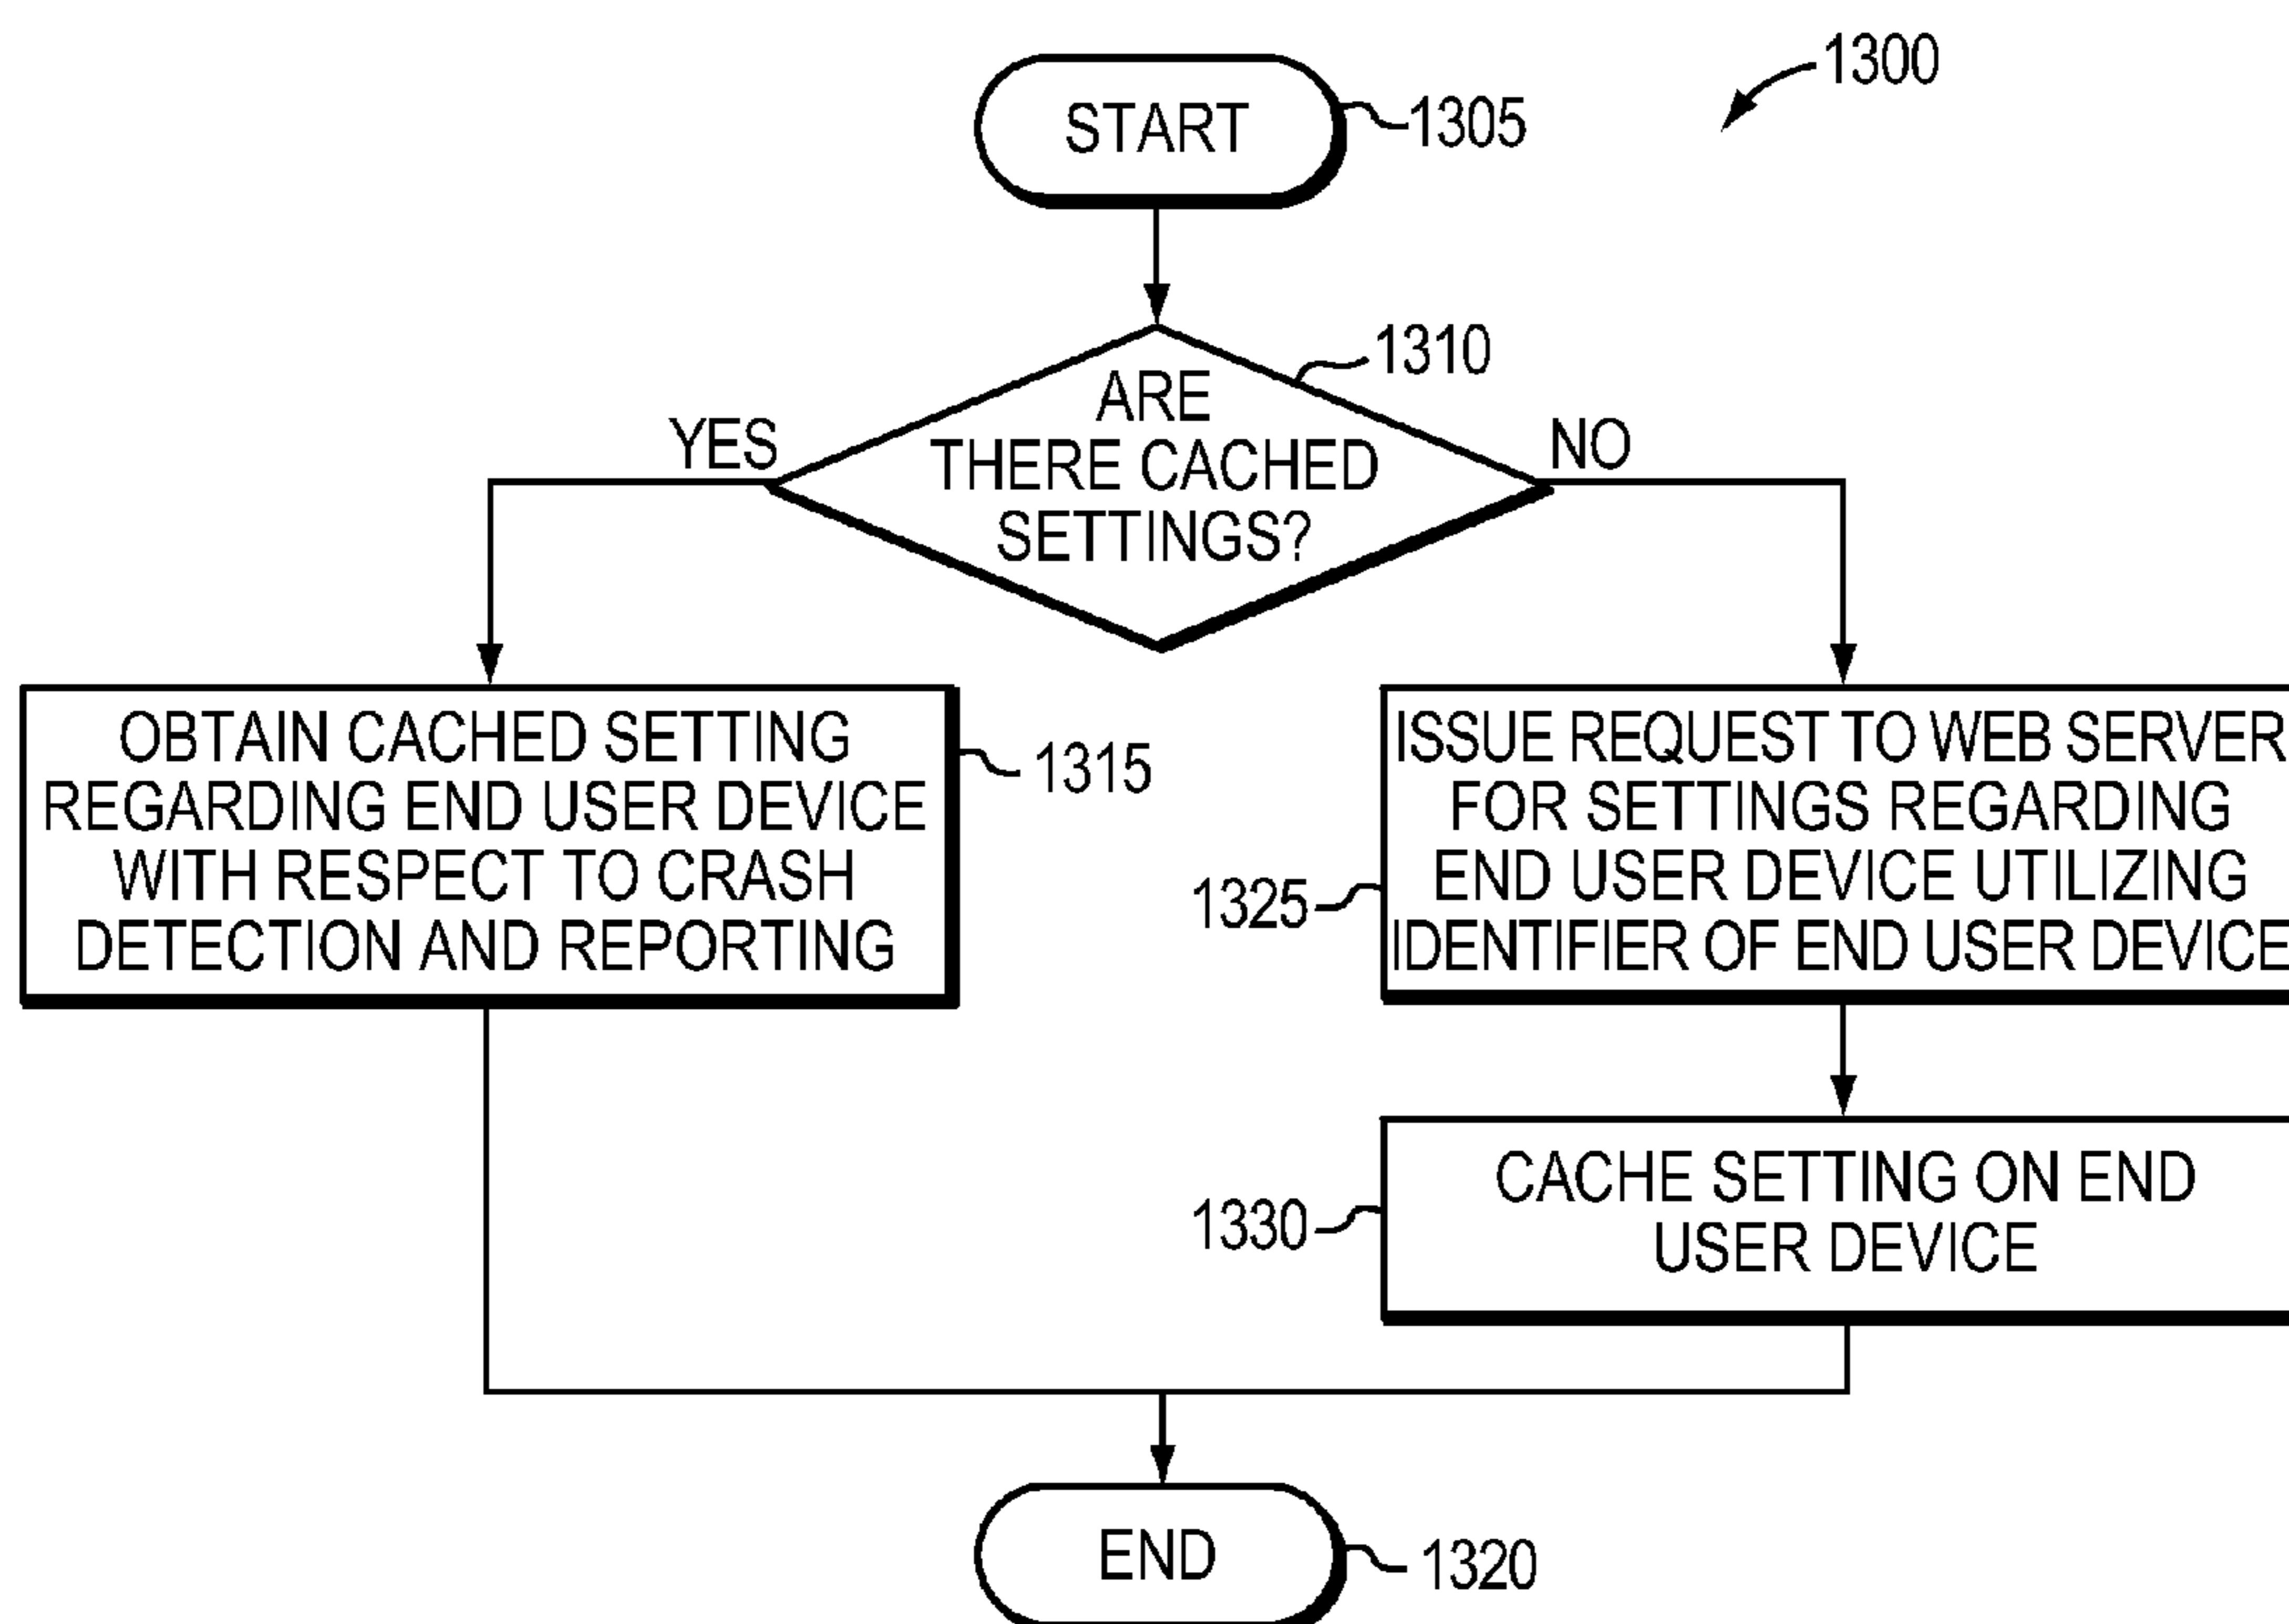 1300
START
1305
1310
ARE
THERE CACHED
SETTINGS?
YES
NO
OBTAIN CACHED SETTING
REGARDING END USER DEVICE
WITH RESPECT TO CRASH
DETECTION AND REPORTING
1315
ISSUE REQUEST TO WEB SERVER
FOR SETTINGS REGARDING
END USER DEVICE UTILIZING
IDENTIFIER OF END USER DEVICE
1325
CACHE SETTING ON END
USER DEVICE
1330
END
1320